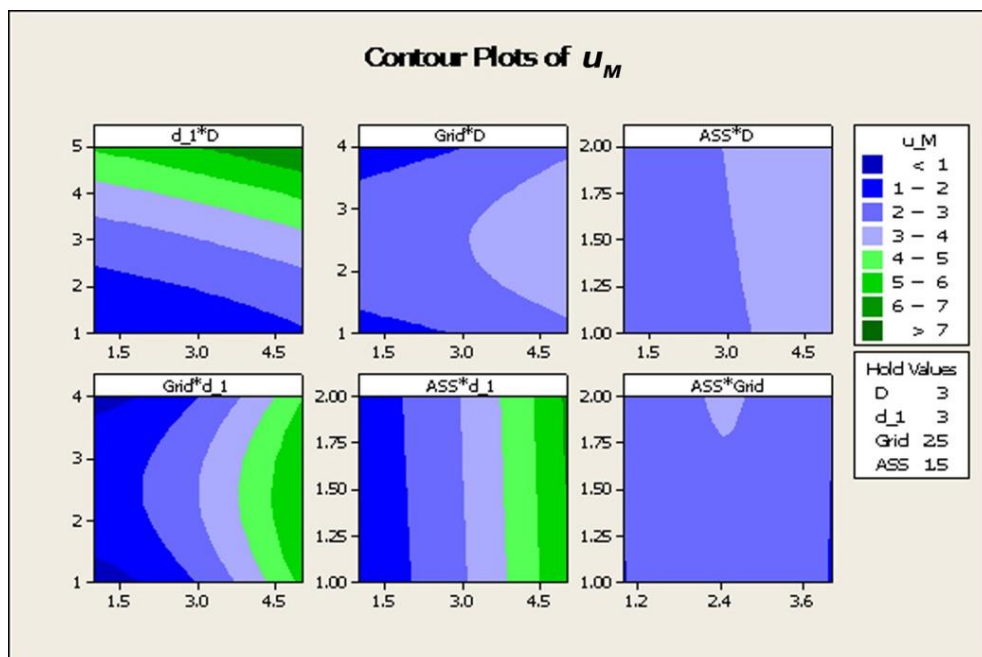 Contour Plots of u_M
d_1*D
5
4
3
2
1
1.5 3.0 4.5
Grid*D
4
3
2
1
1.5 3.0 4.5
ASS*D
2.00
1.75
1.50
1.25
1.00
1.5 3.0 4.5
Grid*d_1
4
3
2
1
1.5 3.0 4.5
ASS*d_1
2.00
1.75
1.50
1.25
1.00
1.5 3.0 4.5
ASS*Grid
2.00
1.75
1.50
1.25
1.00
1.2 2.4 3.6
u_M
< 1
1 – 2
2 – 3
3 – 4
4 – 5
5 – 6
6 – 7
> 7
Hold Values
D 3
d_1 3
Grid 2.5
ASS 1.5